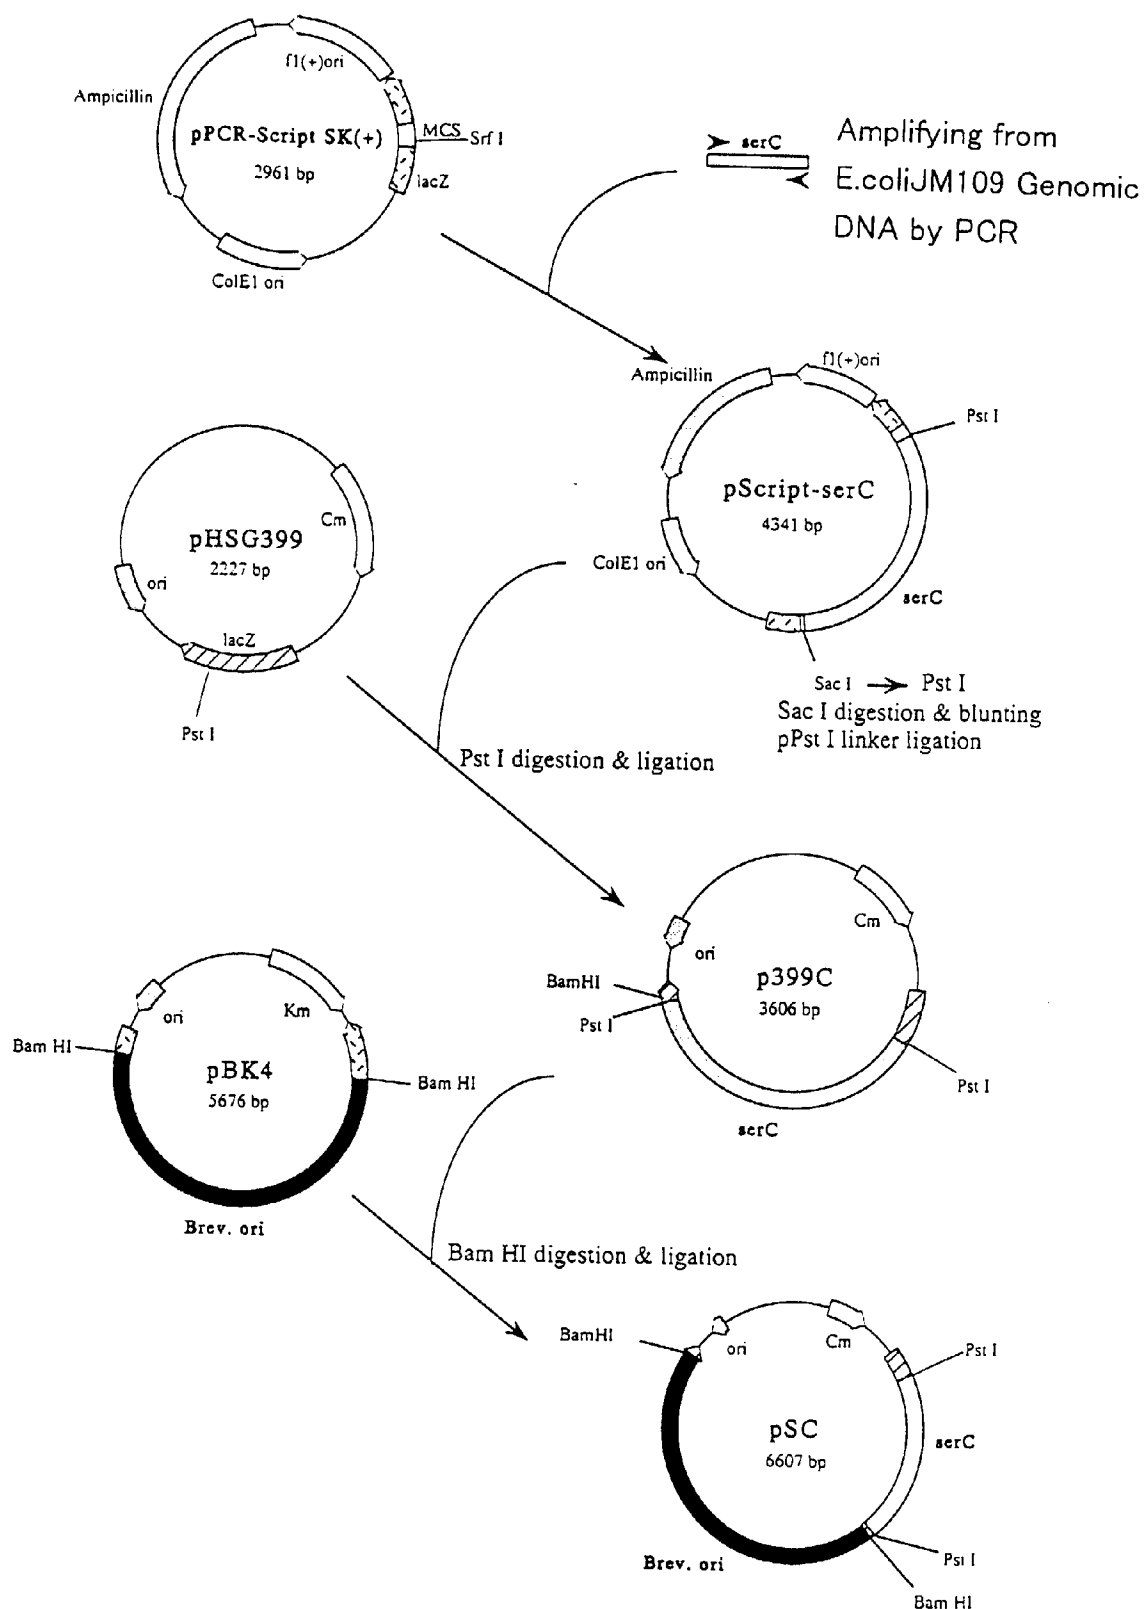 f1(+)ori
Ampicillin
pPCR-Script SK(+)
2961 bp
MCS
Srf I
lacZ
ColE1 ori
serC
Amplifying from
E.coliJM109 Genomic
DNA by PCR
f1(+)ori
Ampicillin
Pst I
pScript-serC
4341 bp
ColE1 ori
serC
Sac I → Pst I
Sac I digestion & blunting
pPst I linker ligation
Cm
pHSG399
2227 bp
ori
lacZ
Pst I
Pst I digestion & ligation
Cm
ori
p399C
3606 bp
BamHI
Pst I
Pst I
serC
Km
ori
Bam HI
pBK4
5676 bp
Bam HI
Brev. ori
Bam HI digestion & ligation
BamHI
ori
Cm
Pst I
pSC
6607 bp
serC
Brev. ori
Pst I
Bam HI